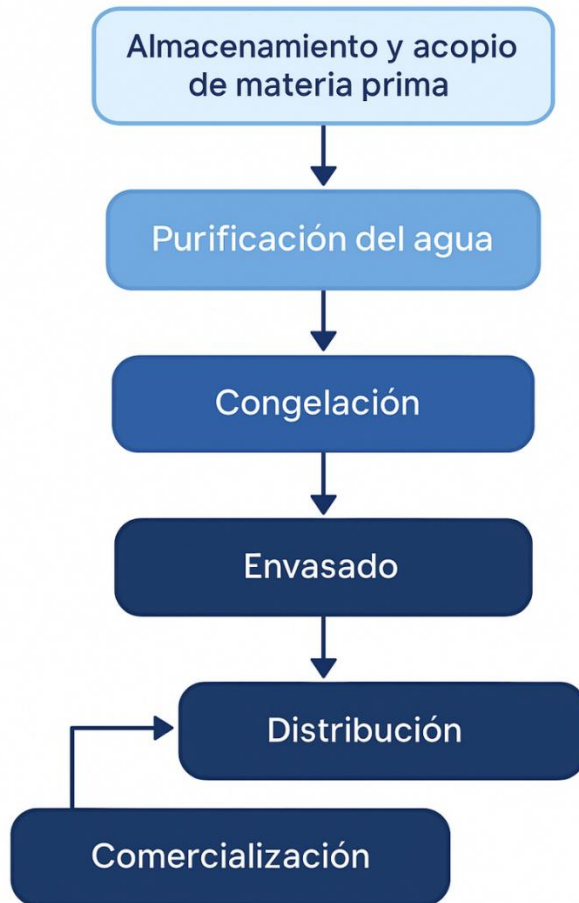 Almacenamiento y acopio
de materia prima
Purificación del agua
Congelación
Envasado
Distribución
Comercialización